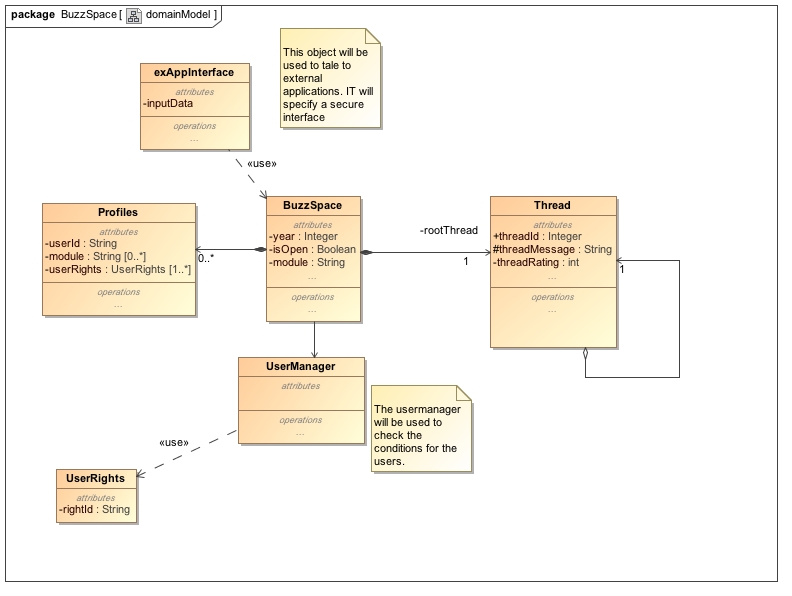 package BuzzSpace [ domainModel ]
exAppInterface
attributes
-inputData
operations
...
This object will be
used to tale to
external
applications. IT will
specify a secure
interface
«use»
Profiles
attributes
-userId : String
-module : String [0..*]
-userRights : UserRights [1..*]
operations
...
0..*
BuzzSpace
attributes
-year : Integer
-isOpen : Boolean
-module : String
...
operations
...
-rootThread
1
Thread
attributes
+threadId : Integer
#threadMessage : String
-threadRating : int
...
operations
...
1
UserManager
attributes
operations
...
The usermanager
will be used to
check the
conditions for the
users.
«use»
UserRights
attributes
-rightId : String